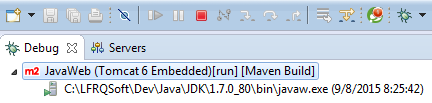 Debug Servers
m2 JavaWeb (Tomcat 6 Embedded)[run] [Maven Build]
C:\LFRQSoft\Dev\Java\JDK\1.7.0_80\bin\javaw.exe (9/8/2015 8:25:42)